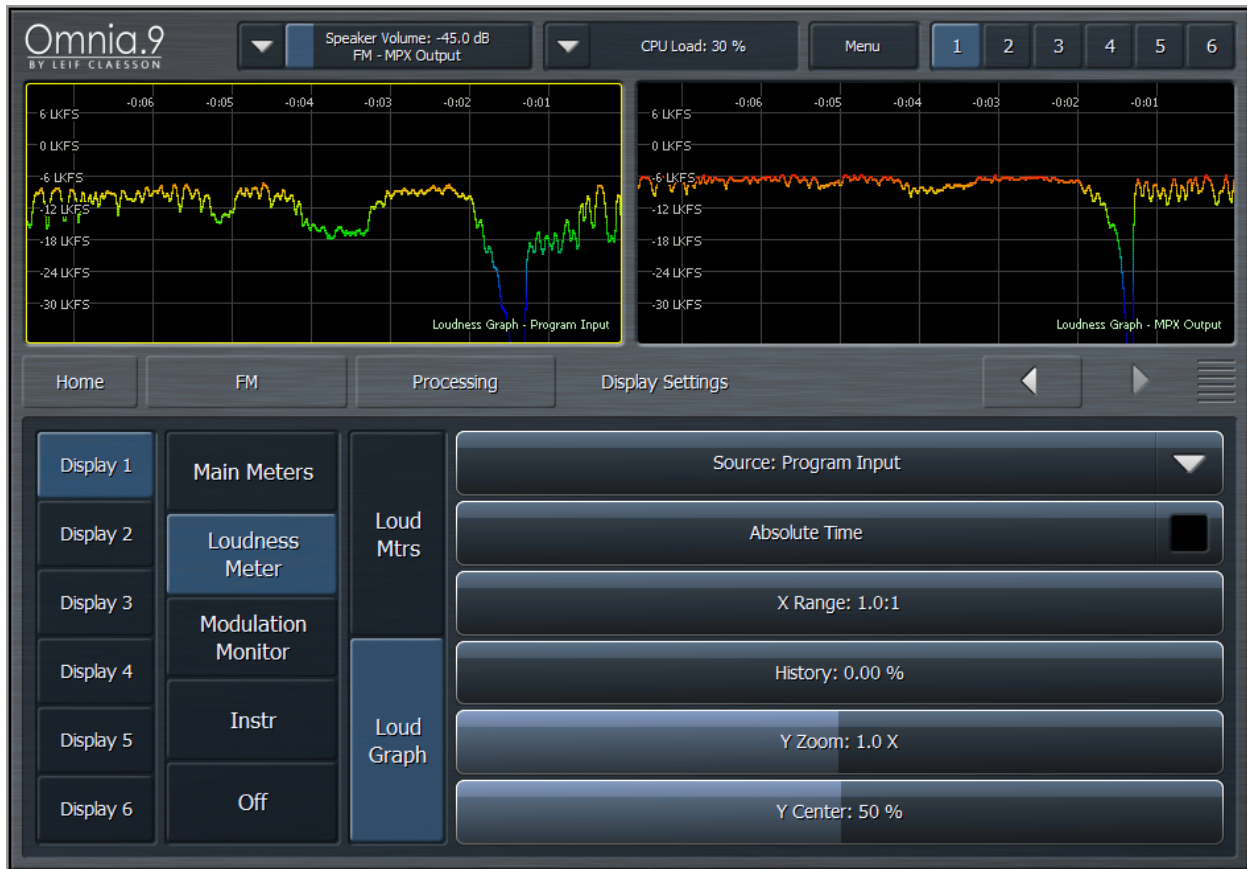 Omnia.9
BY LEIF CLAESSON
Speaker Volume: -45.0 dB
FM - MPX Output
CPU Load: 30 %
Menu
1 2 3 4 5 6
-0:06 -0:05 -0:04 -0:03 -0:02 -0:01
6 LKFS
0 LKFS
-6 LKFS
-12 LKFS
-18 LKFS
-24 LKFS
-30 LKFS
Loudness Graph - Program Input
-0:06 -0:05 -0:04 -0:03 -0:02 -0:01
6 LKFS
0 LKFS
-6 LKFS
-12 LKFS
-18 LKFS
-24 LKFS
-30 LKFS
Loudness Graph - MPX Output
Home FM Processing Display Settings
Display 1
Display 2
Display 3
Display 4
Display 5
Display 6
Main Meters
Loudness
Meter
Modulation
Monitor
Instr
Off
Loud
Mtrs
Loud
Graph
Source: Program Input
Absolute Time
X Range: 1.0:1
History: 0.00 %
Y Zoom: 1.0 X
Y Center: 50 %